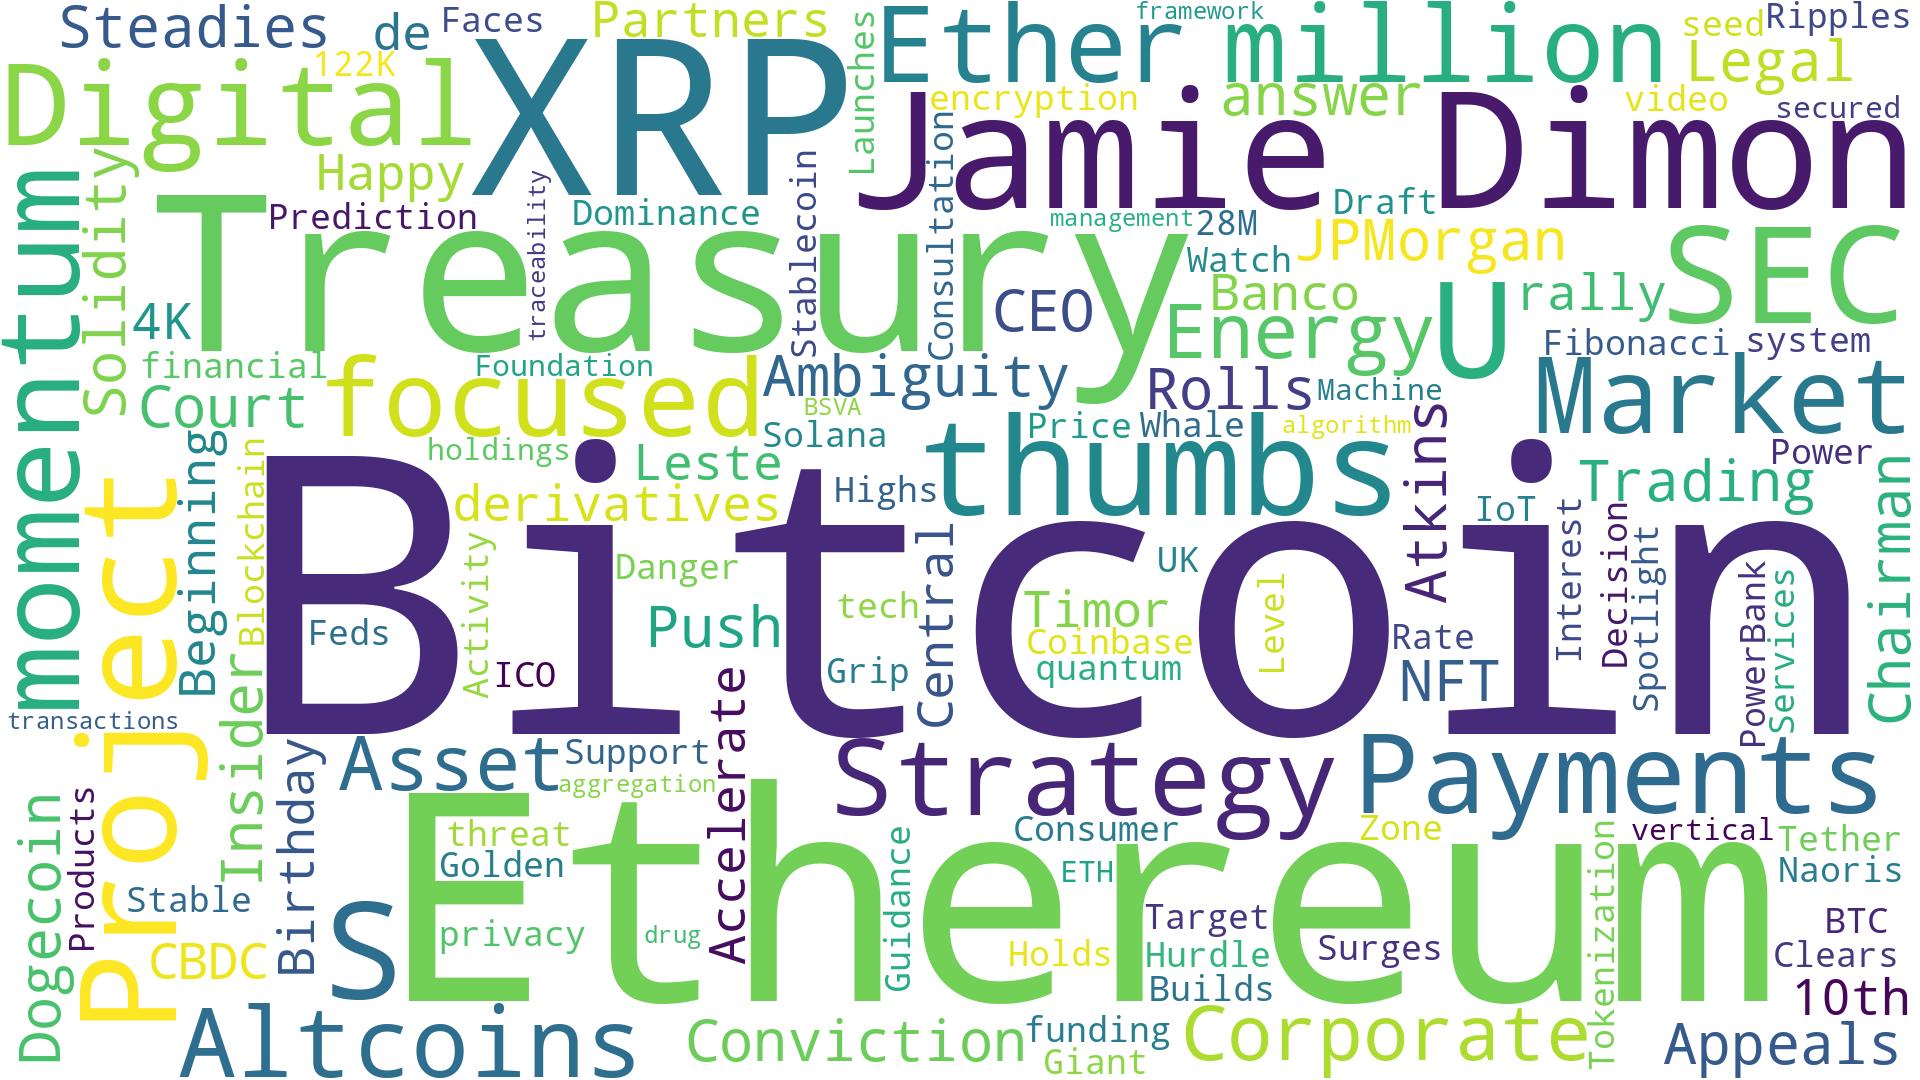 Steadies
de
Faces
Partners
Launches
Ether
framework
million
seed
Ripples
Digital
122K
XRP
encryption
answer
Legal
video
secured
Jamie Dimon
Happy
Solidity
Prediction
traceability
Dominance
Stablecoin
Consultation
management
28M
Draft
JPMorgan
SEC
momentum
Treasury
4K
CEO
Watch
Banco
Energy
U
rally
financial
Court
focused
Foundation
Ambiguity
BSVA
Rolls
Machine
Fibonacci
system
Market
Beginning
Blockchain
holdings
Leste
Solana
thumbs
Price
Whale
algorithm
Atkins
Power
Trading
Chairman
Project
derivatives
Highs
IoT
Bitcoin
Feds
Activity
ICO
Danger
Push
tech
Grip
Central
UK
Timor
Coinbase
quantum
Level
Rate
NFT
Interest
Decision
Spotlight
PowerBank
Services
transactions
Insider
Birthday
Asset
Support
aggregation
Accelerate
Strategy
Payments
Dogecoin
Products
Stable
CBDC
S
Ethereum
threat
Golden
privacy
drug
Guidance
Consumer
ETH
Holds
Target
Hurdle
Builds
Zone
Surges
Tokenization
vertical
Tether
Naoris
BTC
Clears
10th
Altcoins
Conviction
funding
Giant
Corporate
Appeals